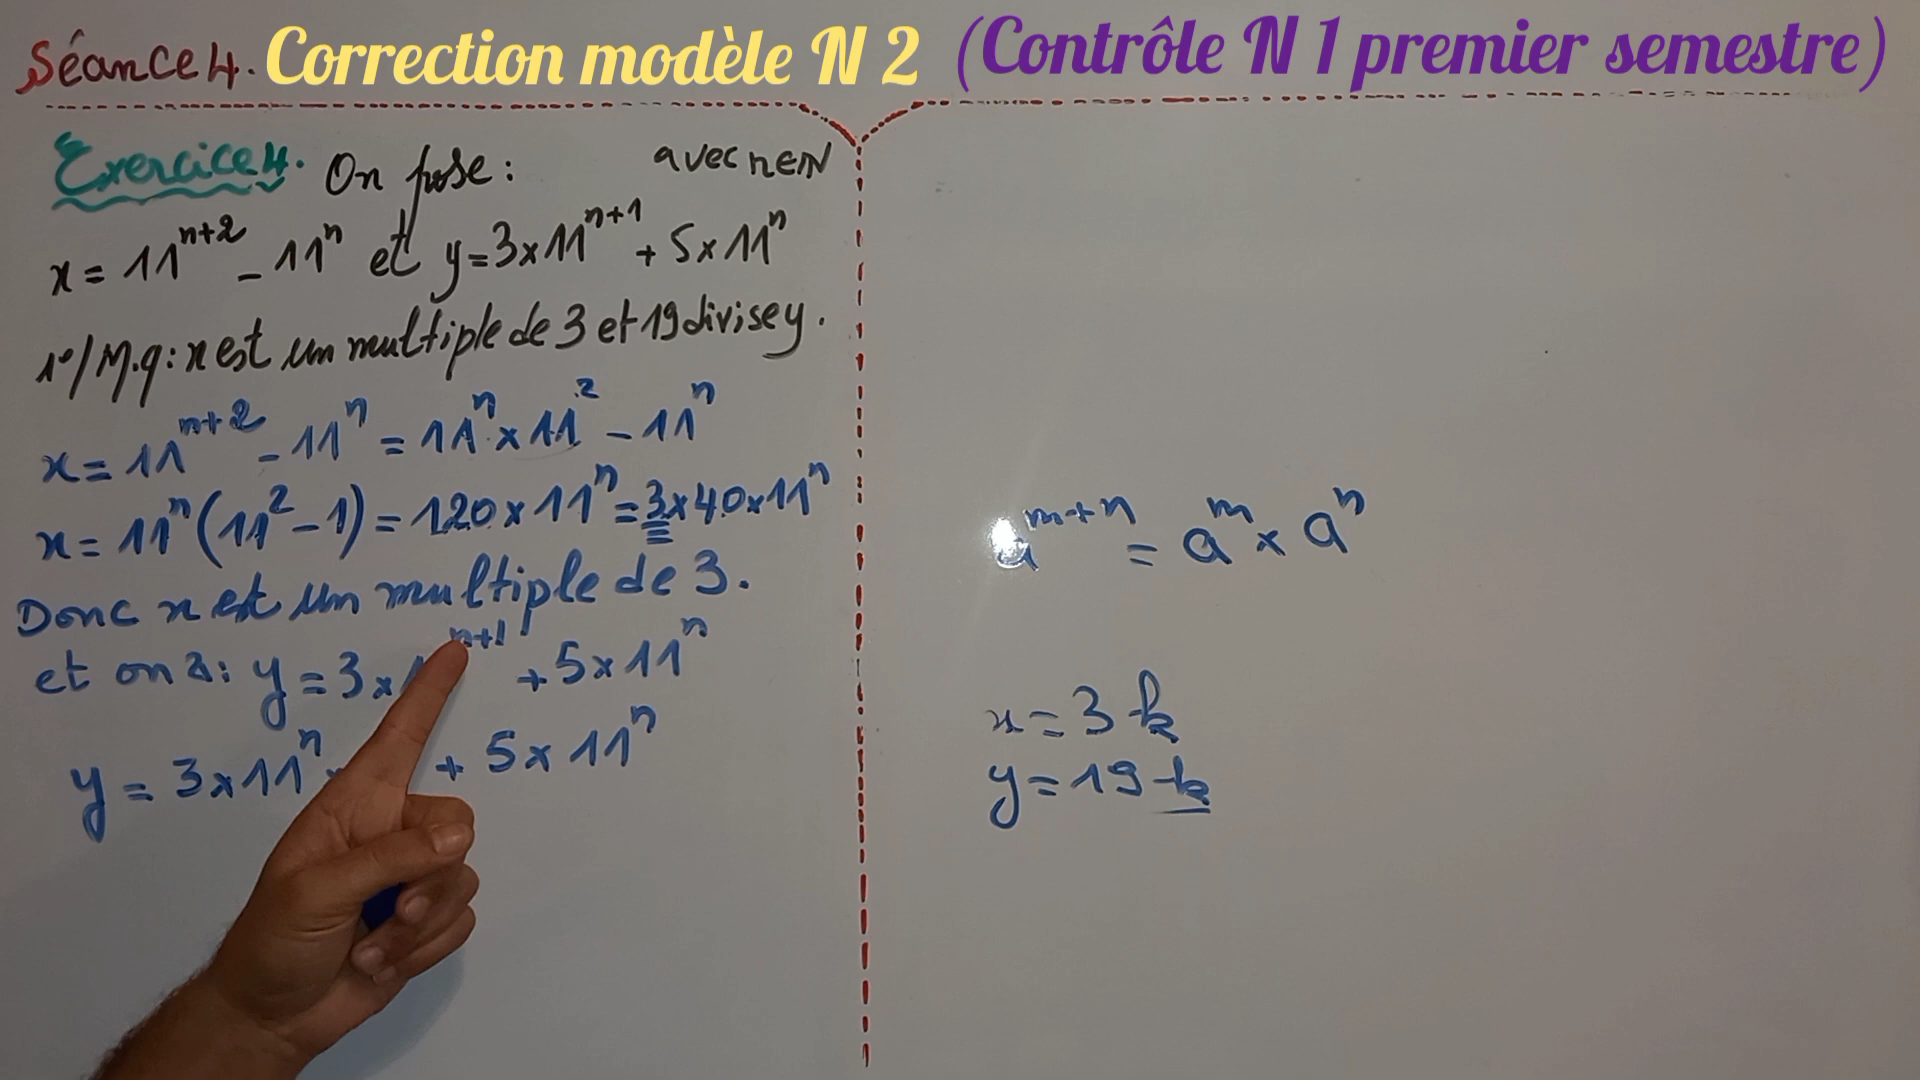 Séance 4. Correction modèle N 2 (Contrôle N 1 premier semestre)
Exercice 4. On pose : avec n∈ℕ
x = 11^{n+2} - 11^n et y = 3×11^{n+1} + 5×11^n
1°/ M.q : x est un multiple de 3 et 19 divise y.
x = 11^{n+2} - 11^n = 11^n × 11^2 - 11^n
x = 11^n (11^2 - 1) = 120 × 11^n = 3×40×11^n
Donc x est un multiple de 3.
et on a : y = 3× ^{n+1} + 5×11^n
y = 3×11^n + 5×11^n
a^{m+n} = a^m × a^n
x = 3 k
y = 19 k